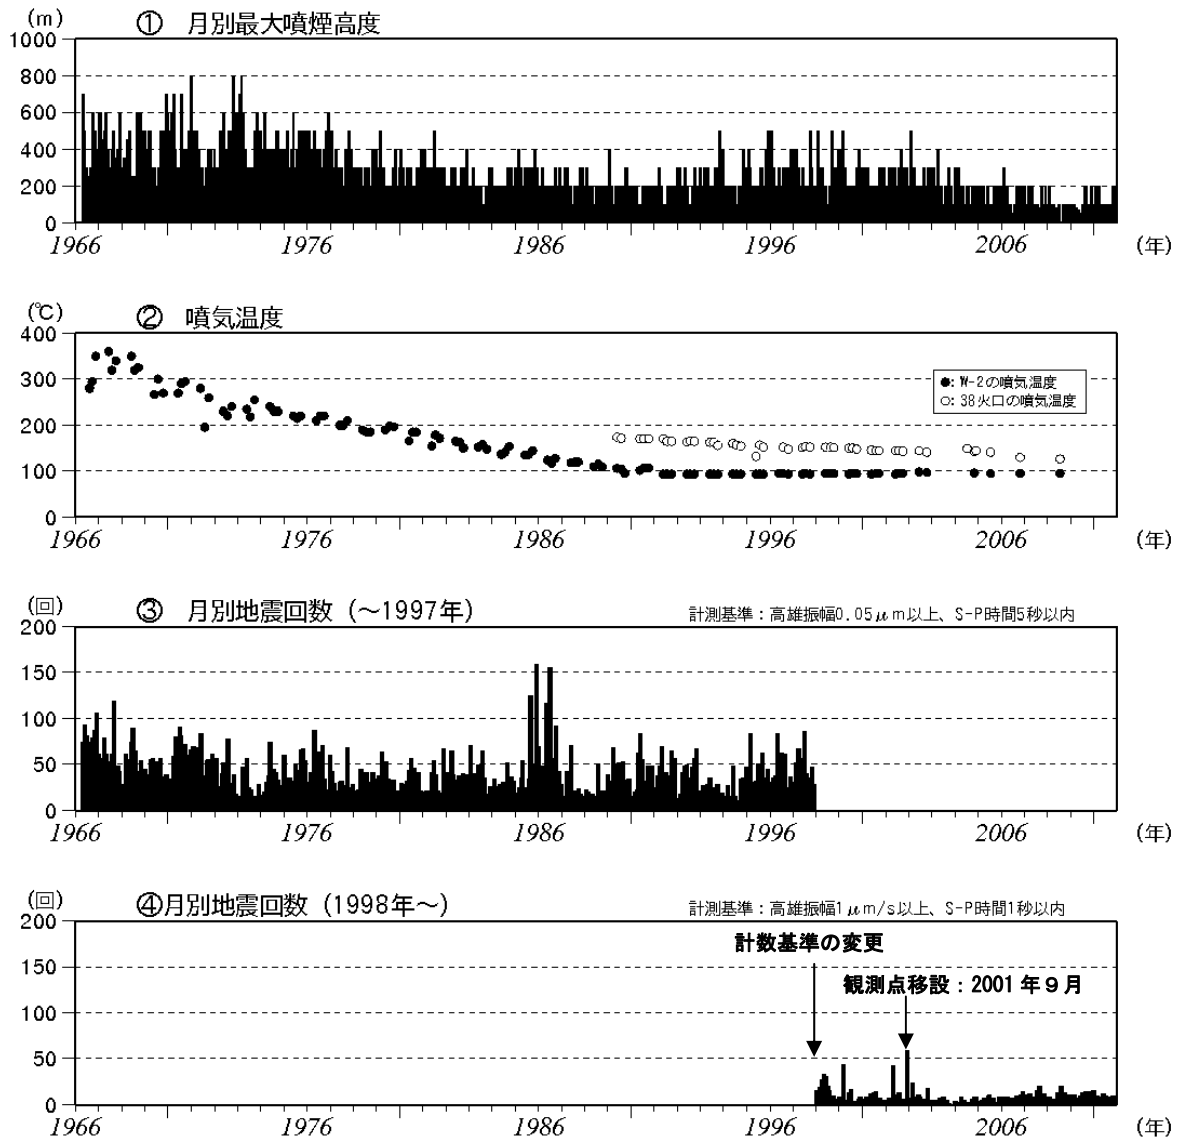 (m)
① 月別最大噴煙高度
1000
800
600
400
200
0
1966 1976 1986 1996 2006 (年)
(℃)
② 噴気温度
400
300
200
100
0
●: W-2の噴気温度
○: 38火口の噴気温度
1966 1976 1986 1996 2006 (年)
(回)
③ 月別地震回数 (～1997年)
計測基準：高雄振幅0.05μm以上、S-P時間5秒以内
200
150
100
50
0
1966 1976 1986 1996 2006 (年)
(回)
④月別地震回数 (1998年～)
計測基準：高雄振幅1μm/s以上、S-P時間1秒以内
200
150
100
50
0
計数基準の変更
観測点移設：2001年9月
1966 1976 1986 1996 2006 (年)